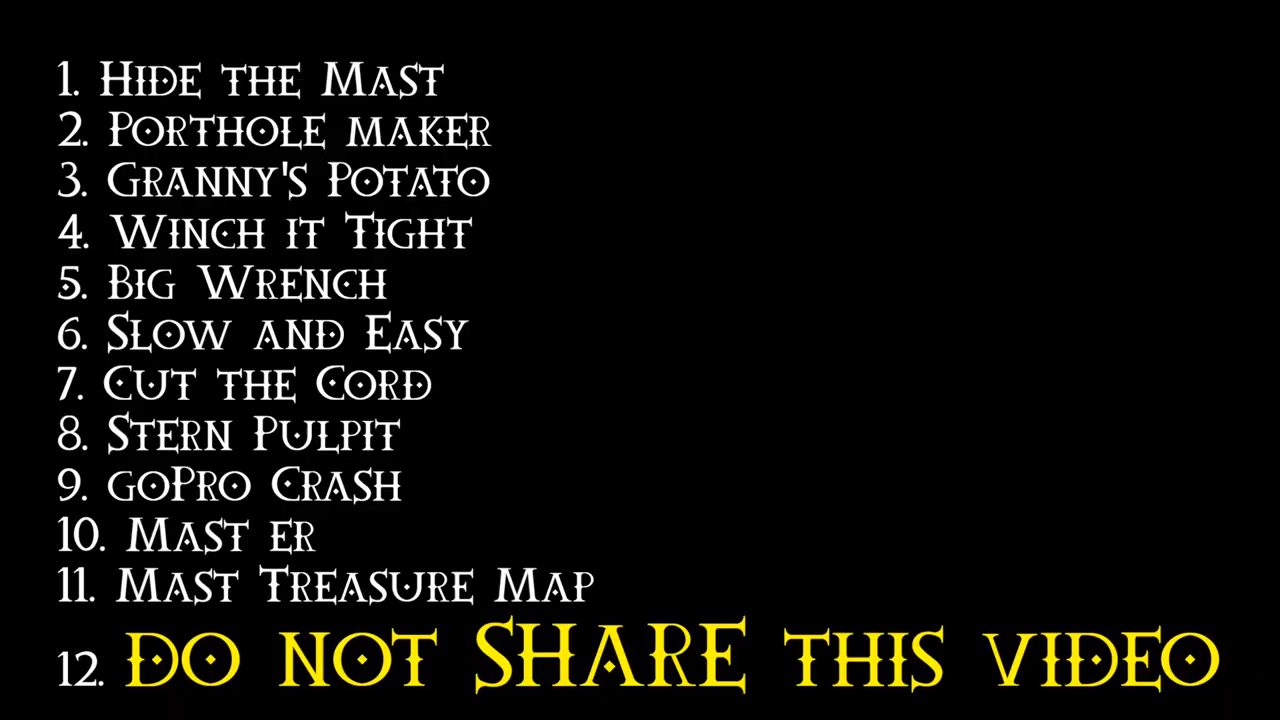 1. Hide the Mast
2. Porthole maker
3. Granny's Potato
4. Winch it Tight
5. Big Wrench
6. Slow and Easy
7. Cut the Cord
8. Stern Pulpit
9. goPro Crash
10. Mast er
11. Mast Treasure Map
12. DO NOT SHARE THIS VIDEO